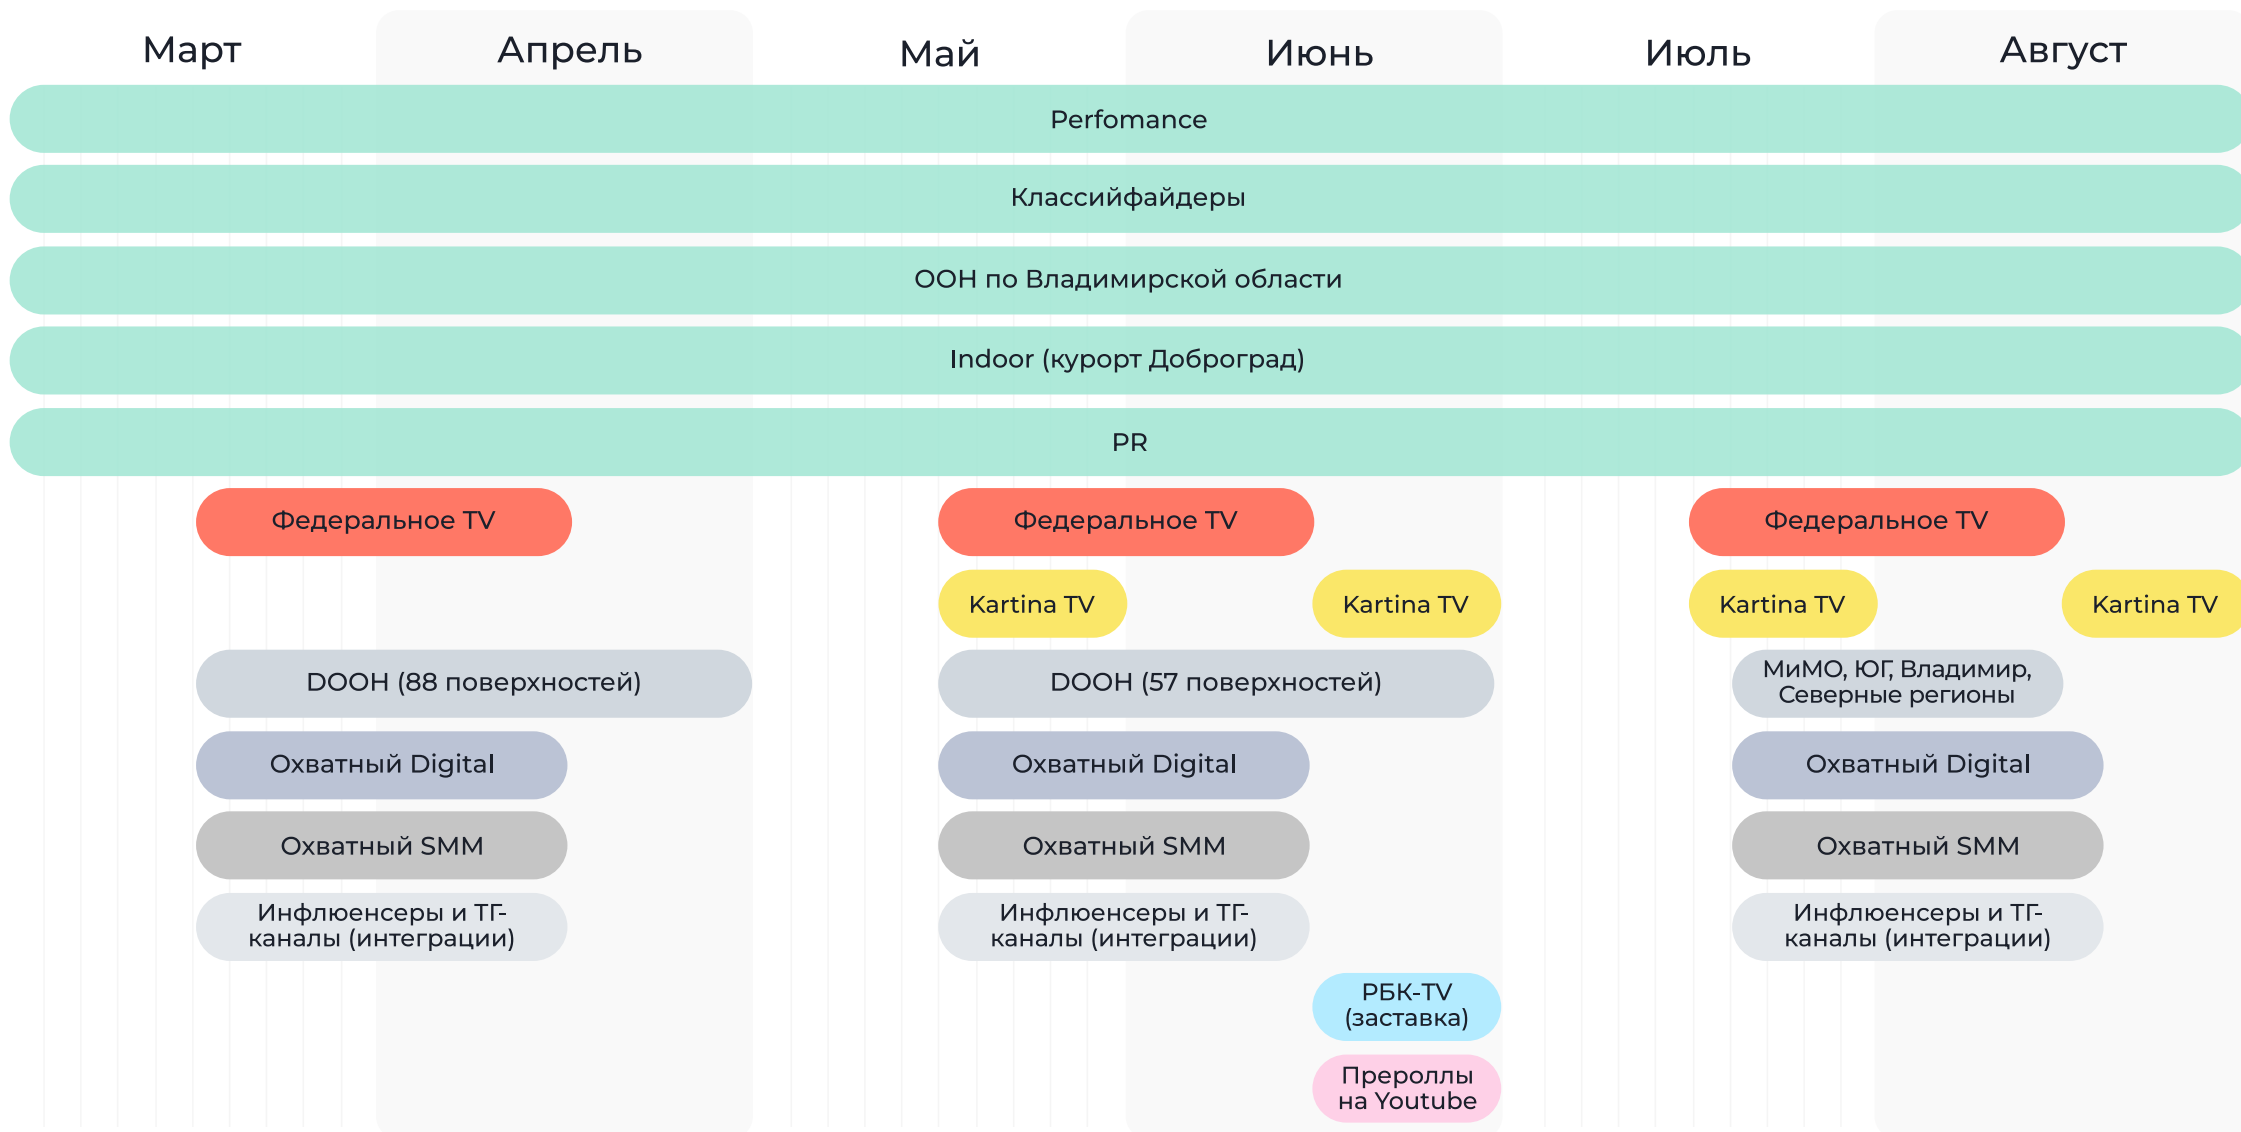 Март Апрель Май Июнь Июль Август
Perfomance
Классийфайдеры
ООН по Владимирской области
Indoor (курорт Доброград)
PR
Федеральное TV Федеральное TV Федеральное TV
Kartina TV Kartina TV Kartina TV Kartina TV
DOOH (88 поверхностей) DOOH (57 поверхностей)
МиМО, ЮГ, Владимир,
Северные регионы
Охватный Digital Охватный Digital Охватный Digital
Охватный SMM Охватный SMM Охватный SMM
Инфлюенсеры и ТГ-
каналы (интеграции)
Инфлюенсеры и ТГ-
каналы (интеграции)
Инфлюенсеры и ТГ-
каналы (интеграции)
РБК-TV
(заставка)
Прероллы
на Youtube